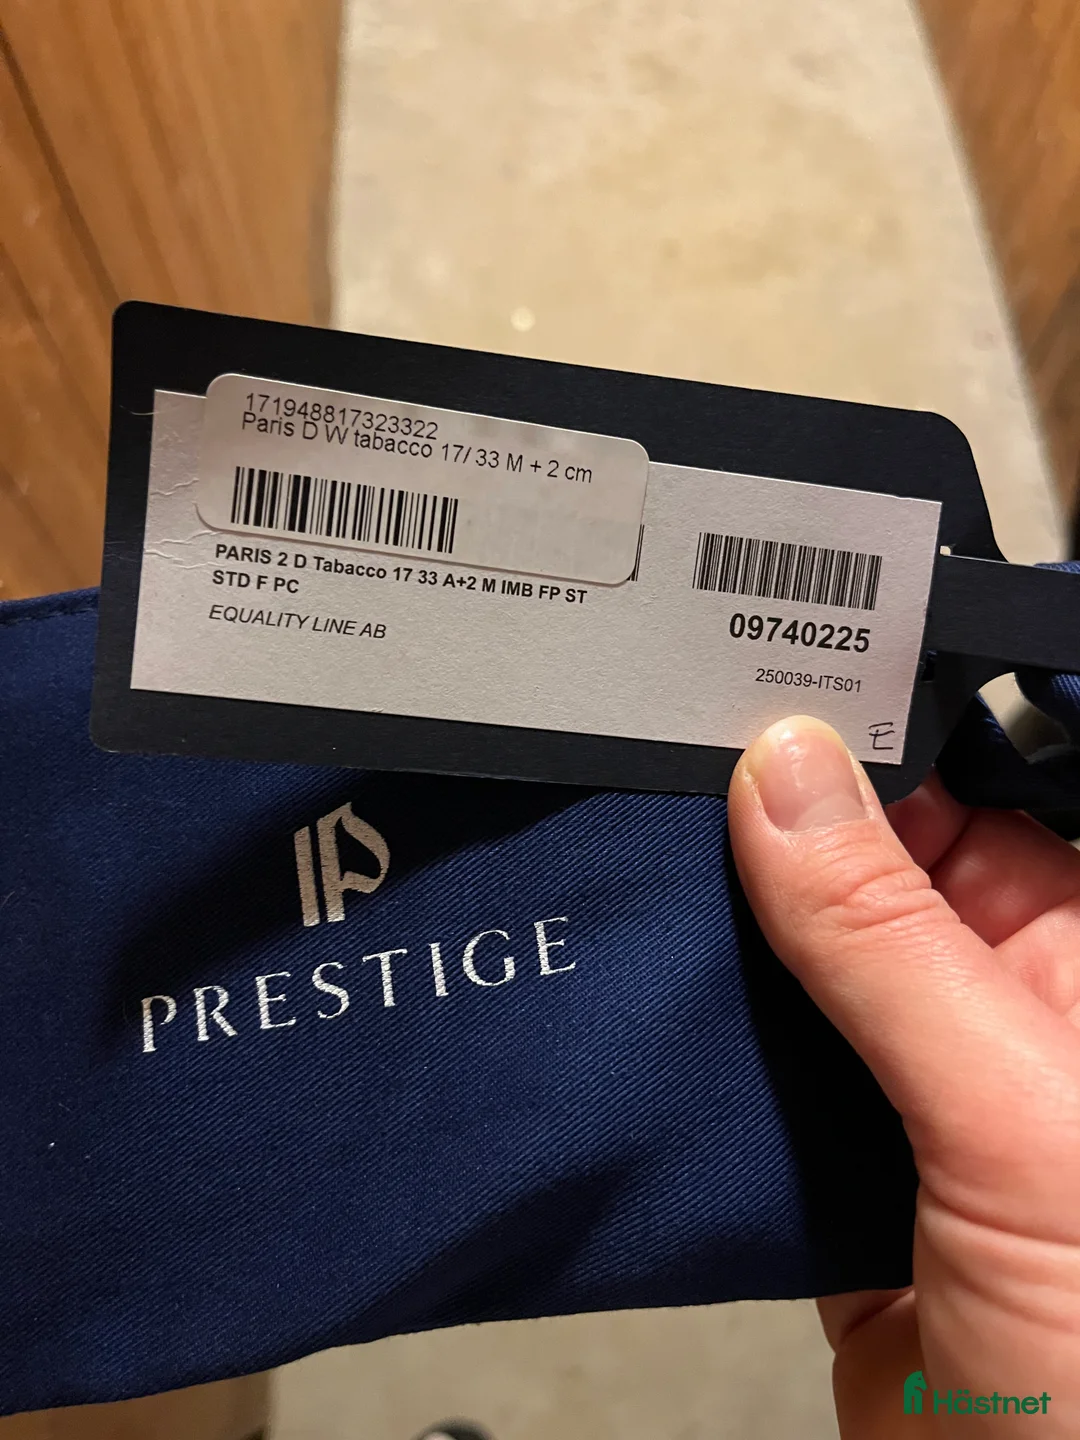 171948817323322
Paris D W tabacco 17/ 33 M + 2 cm
PARIS 2 D Tabacco 17 33 A+2 M IMB FP ST
STD F PC
EQUALITY LINE AB
09740225
250039-ITS01
E
PRESTIGE
Hästnet